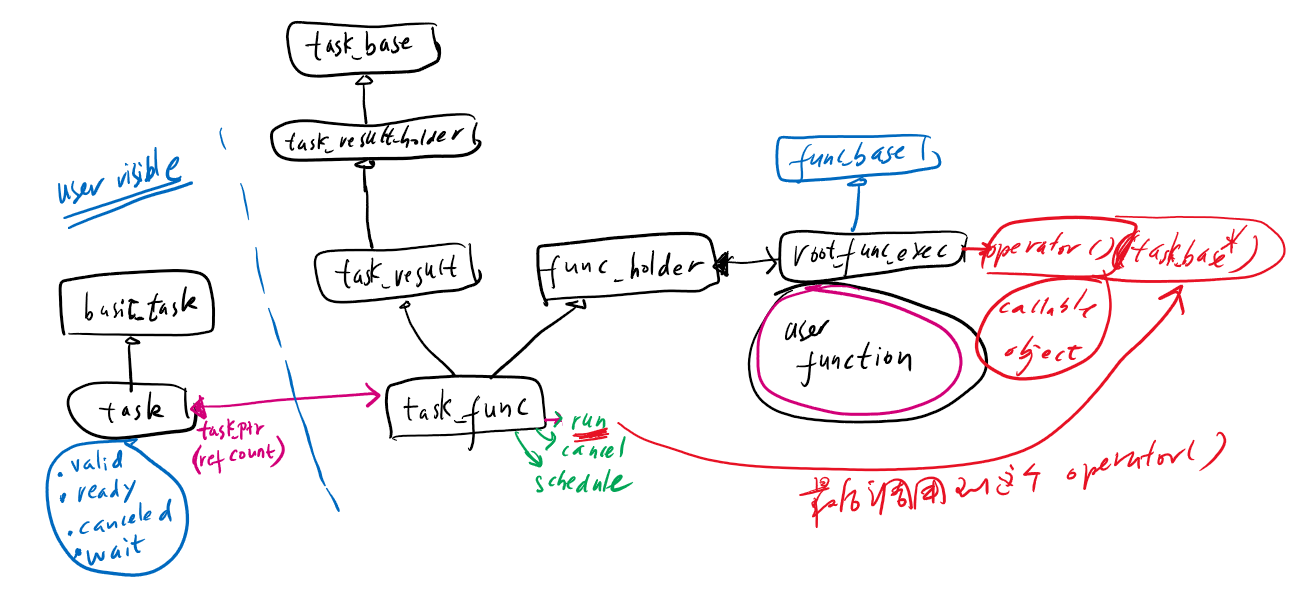 task_base
task_result_holder
user visible
func_base
task_result
func_holder
root_func_exec
operator() (task_base*)
callable
object
user
function
basic_task
task
task_ptr
(ref count)
task_func
run
cancel
schedule
• valid
• ready
• canceled
• wait
最后调用到这个 operator()